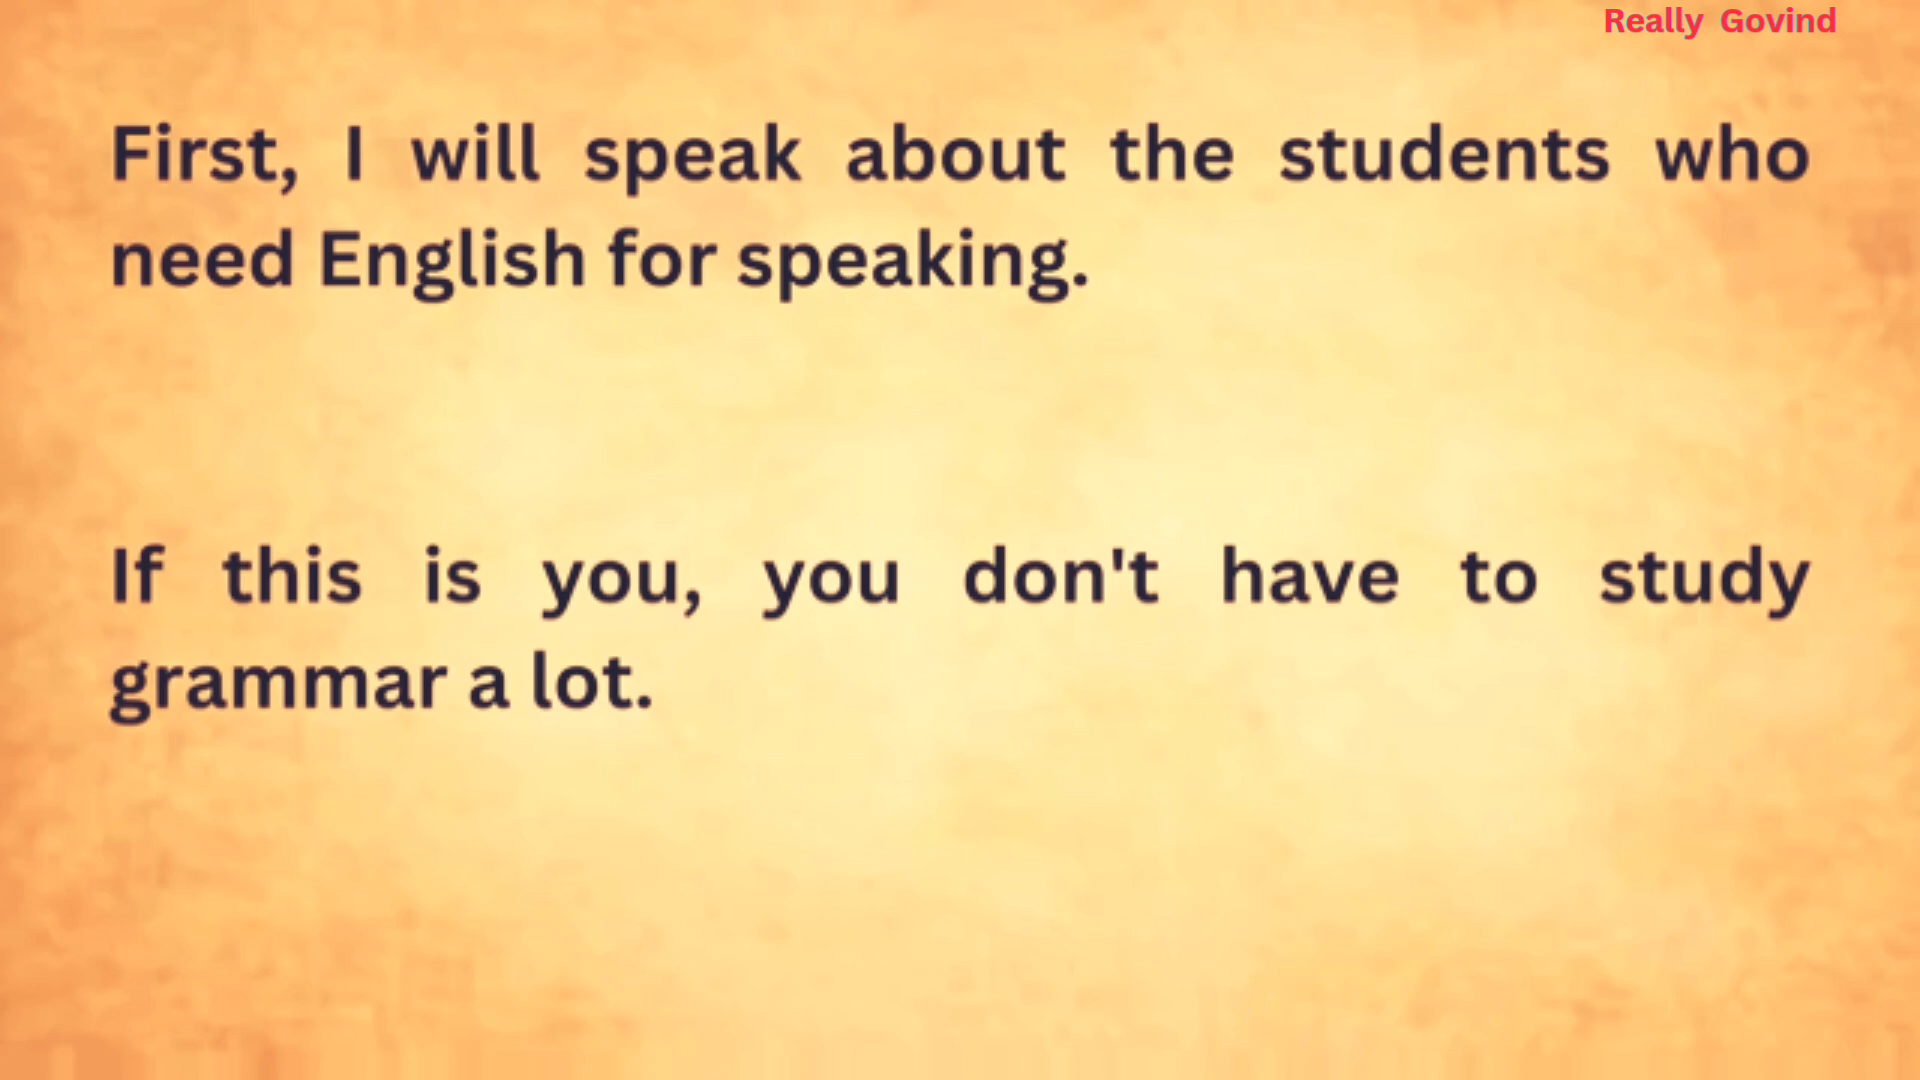 Really Govind
First, I will speak about the students who
need English for speaking.
If this is you, you don't have to study
grammar a lot.